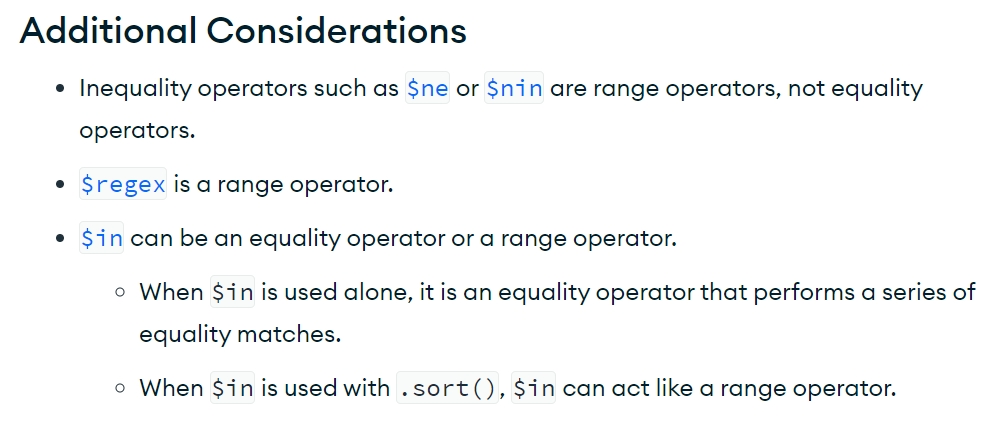 Additional Considerations
• Inequality operators such as $ne or $nin are range operators, not equality
operators.
• $regex is a range operator.
• $in can be an equality operator or a range operator.
◦ When $in is used alone, it is an equality operator that performs a series of
equality matches.
◦ When $in is used with .sort(), $in can act like a range operator.